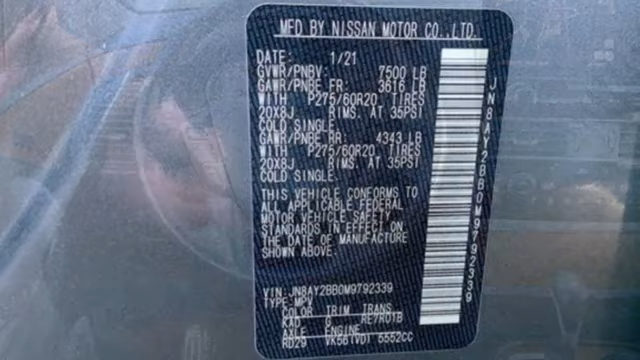 MFD BY NISSAN MOTOR CO.,LTD.
DATE: 1/21
GVWR/PNBV: 7500 LB
GAWR/PNBE FR: 3616 LB
WITH P275/60R20 TIRES
20X8J RIMS. AT 35PSI
COLD SINGLE
GAWR/PNBE RR: 4343 LB
WITH P275/60R20 TIRES
20X8J RIMS. AT 35PSI
COLD SINGLE
THIS VEHICLE CONFORMS TO
ALL APPLICABLE FEDERAL
MOTOR VEHICLE SAFETY
STANDARDS IN EFFECT ON
THE DATE OF MANUFACTURE
SHOWN ABOVE.
VIN: JN8AY2BB0M9792339
TYPE: MPV
COLOR TRIM TRANS
KAD G RE7R01B
AXLE ENGINE
RD29 VK56(VD) 5552CC
JN8AY2BB0M9792339